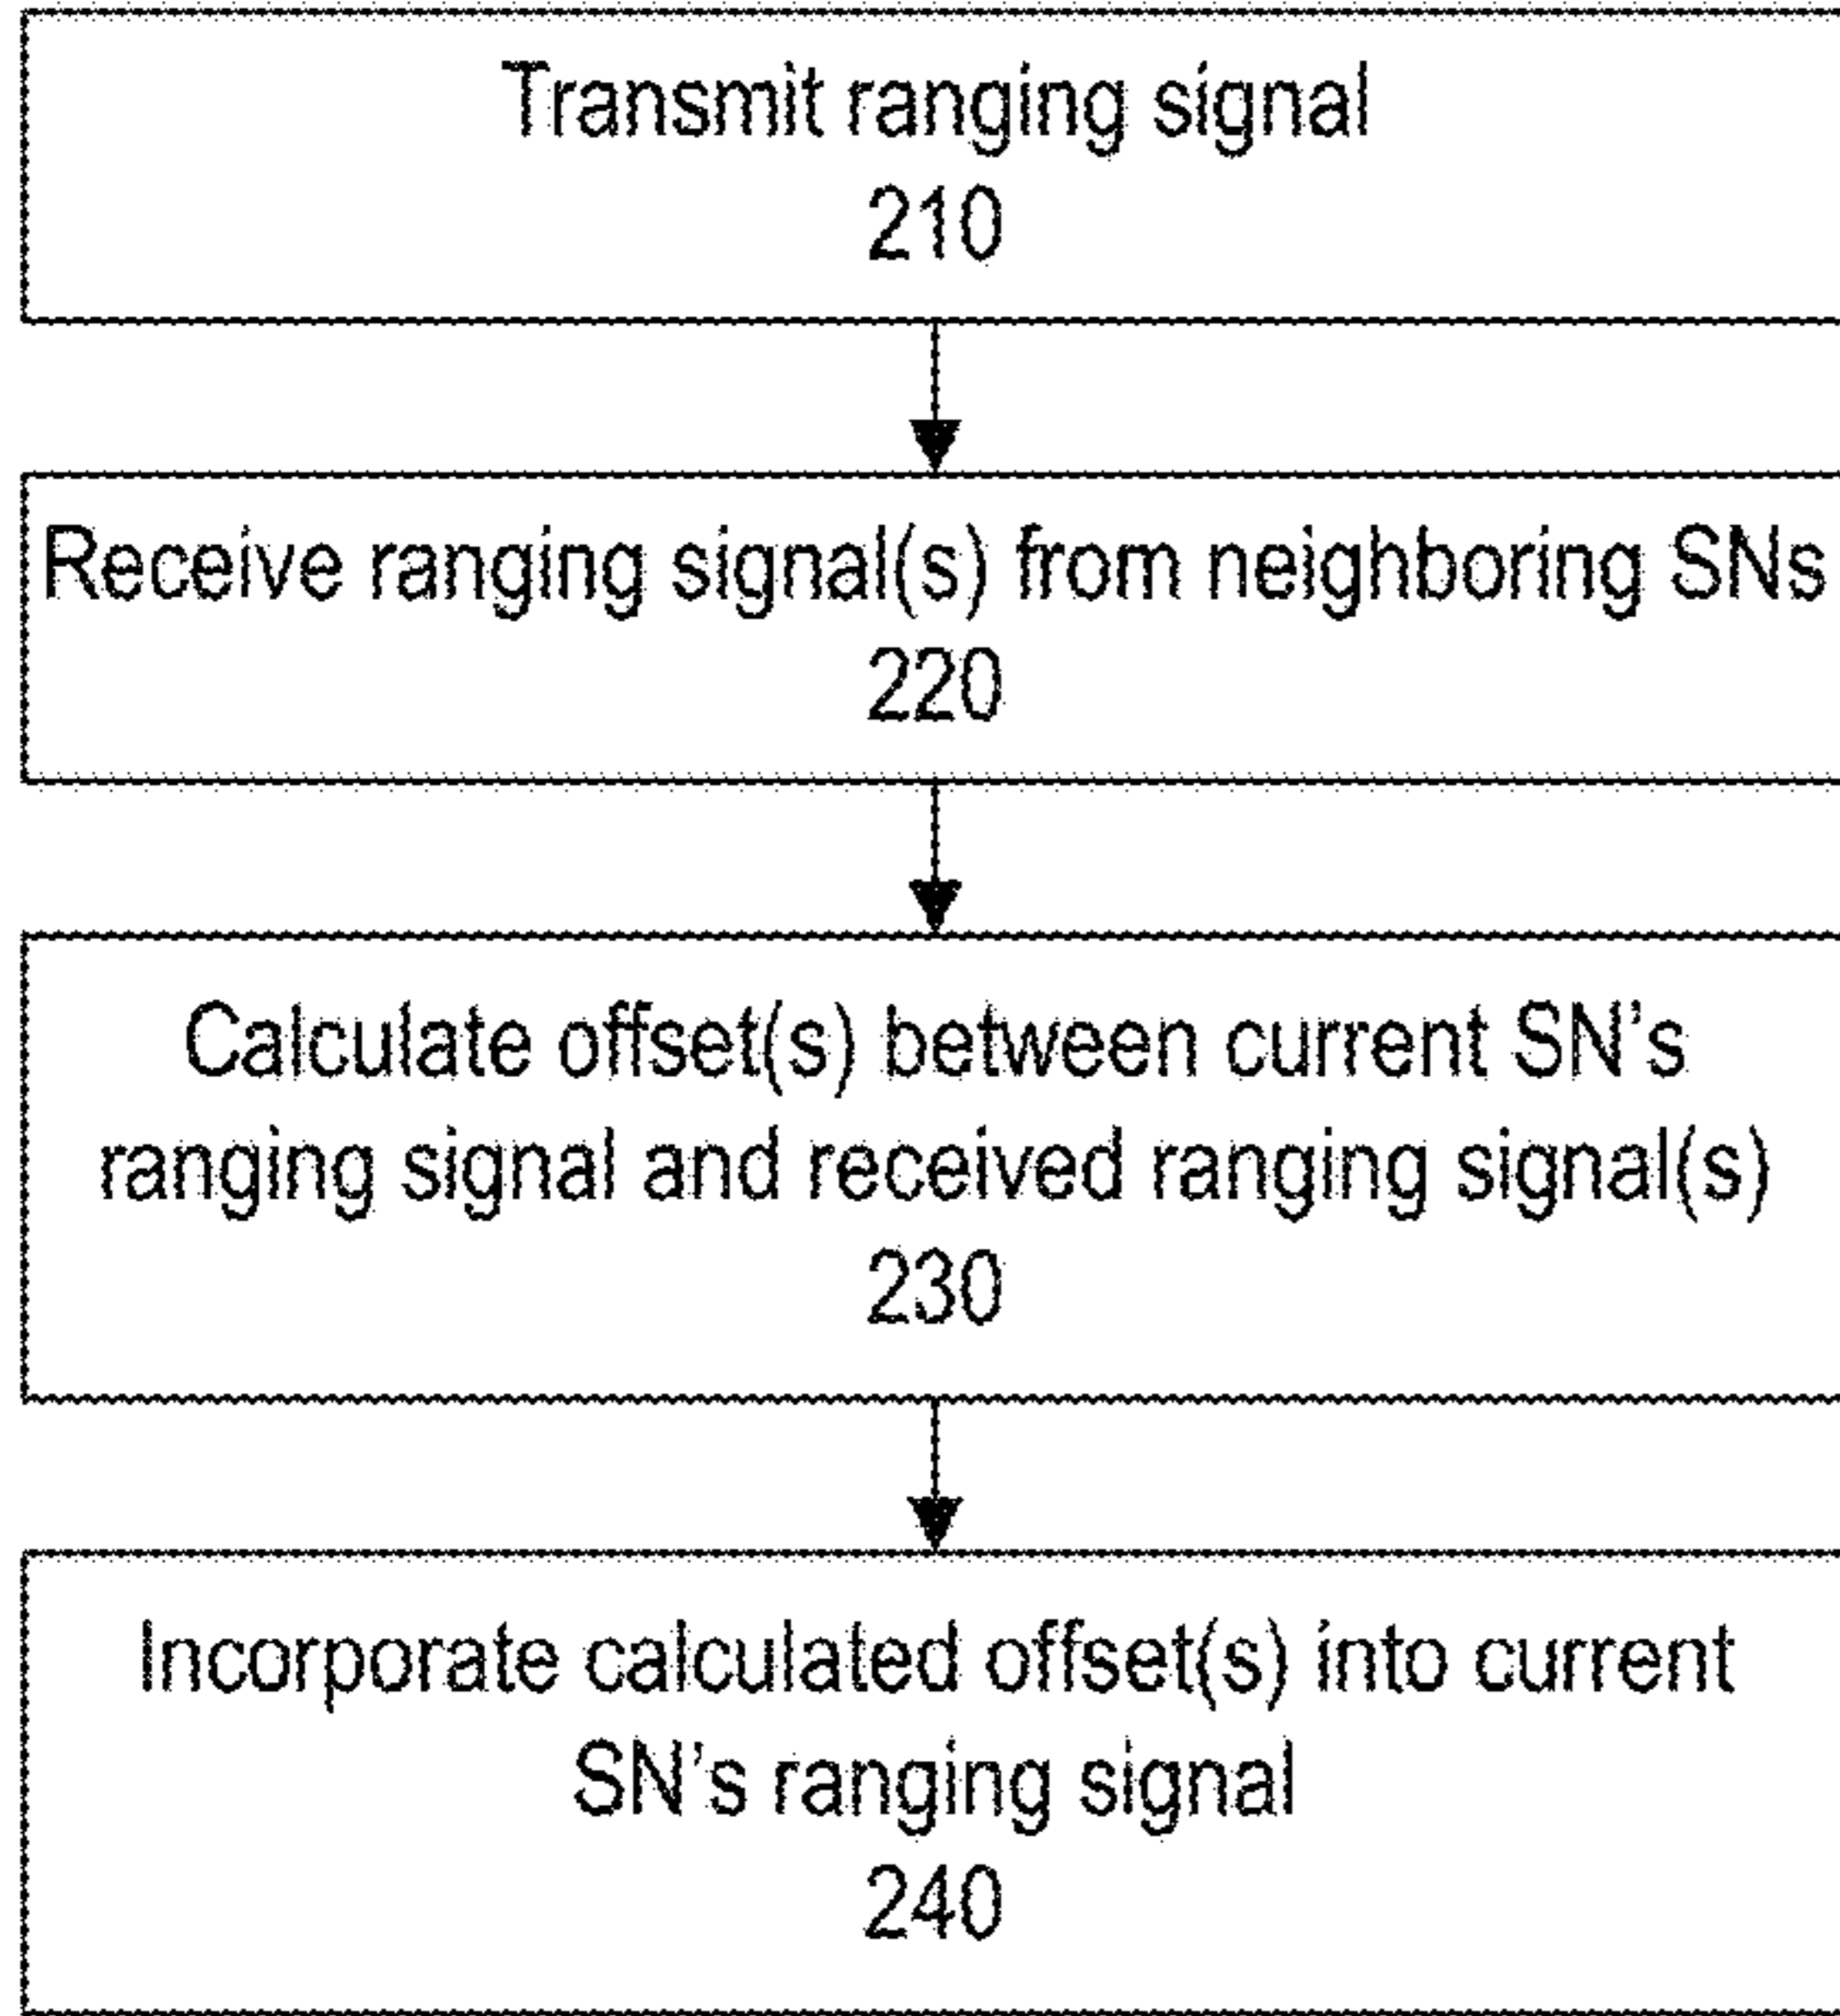 Transmit ranging signal
210
Receive ranging signal(s) from neighboring SNs
220
Calculate offset(s) between current SN's
ranging signal and received ranging signal(s)
230
Incorporate calculated offset(s) into current
SN's ranging signal
240